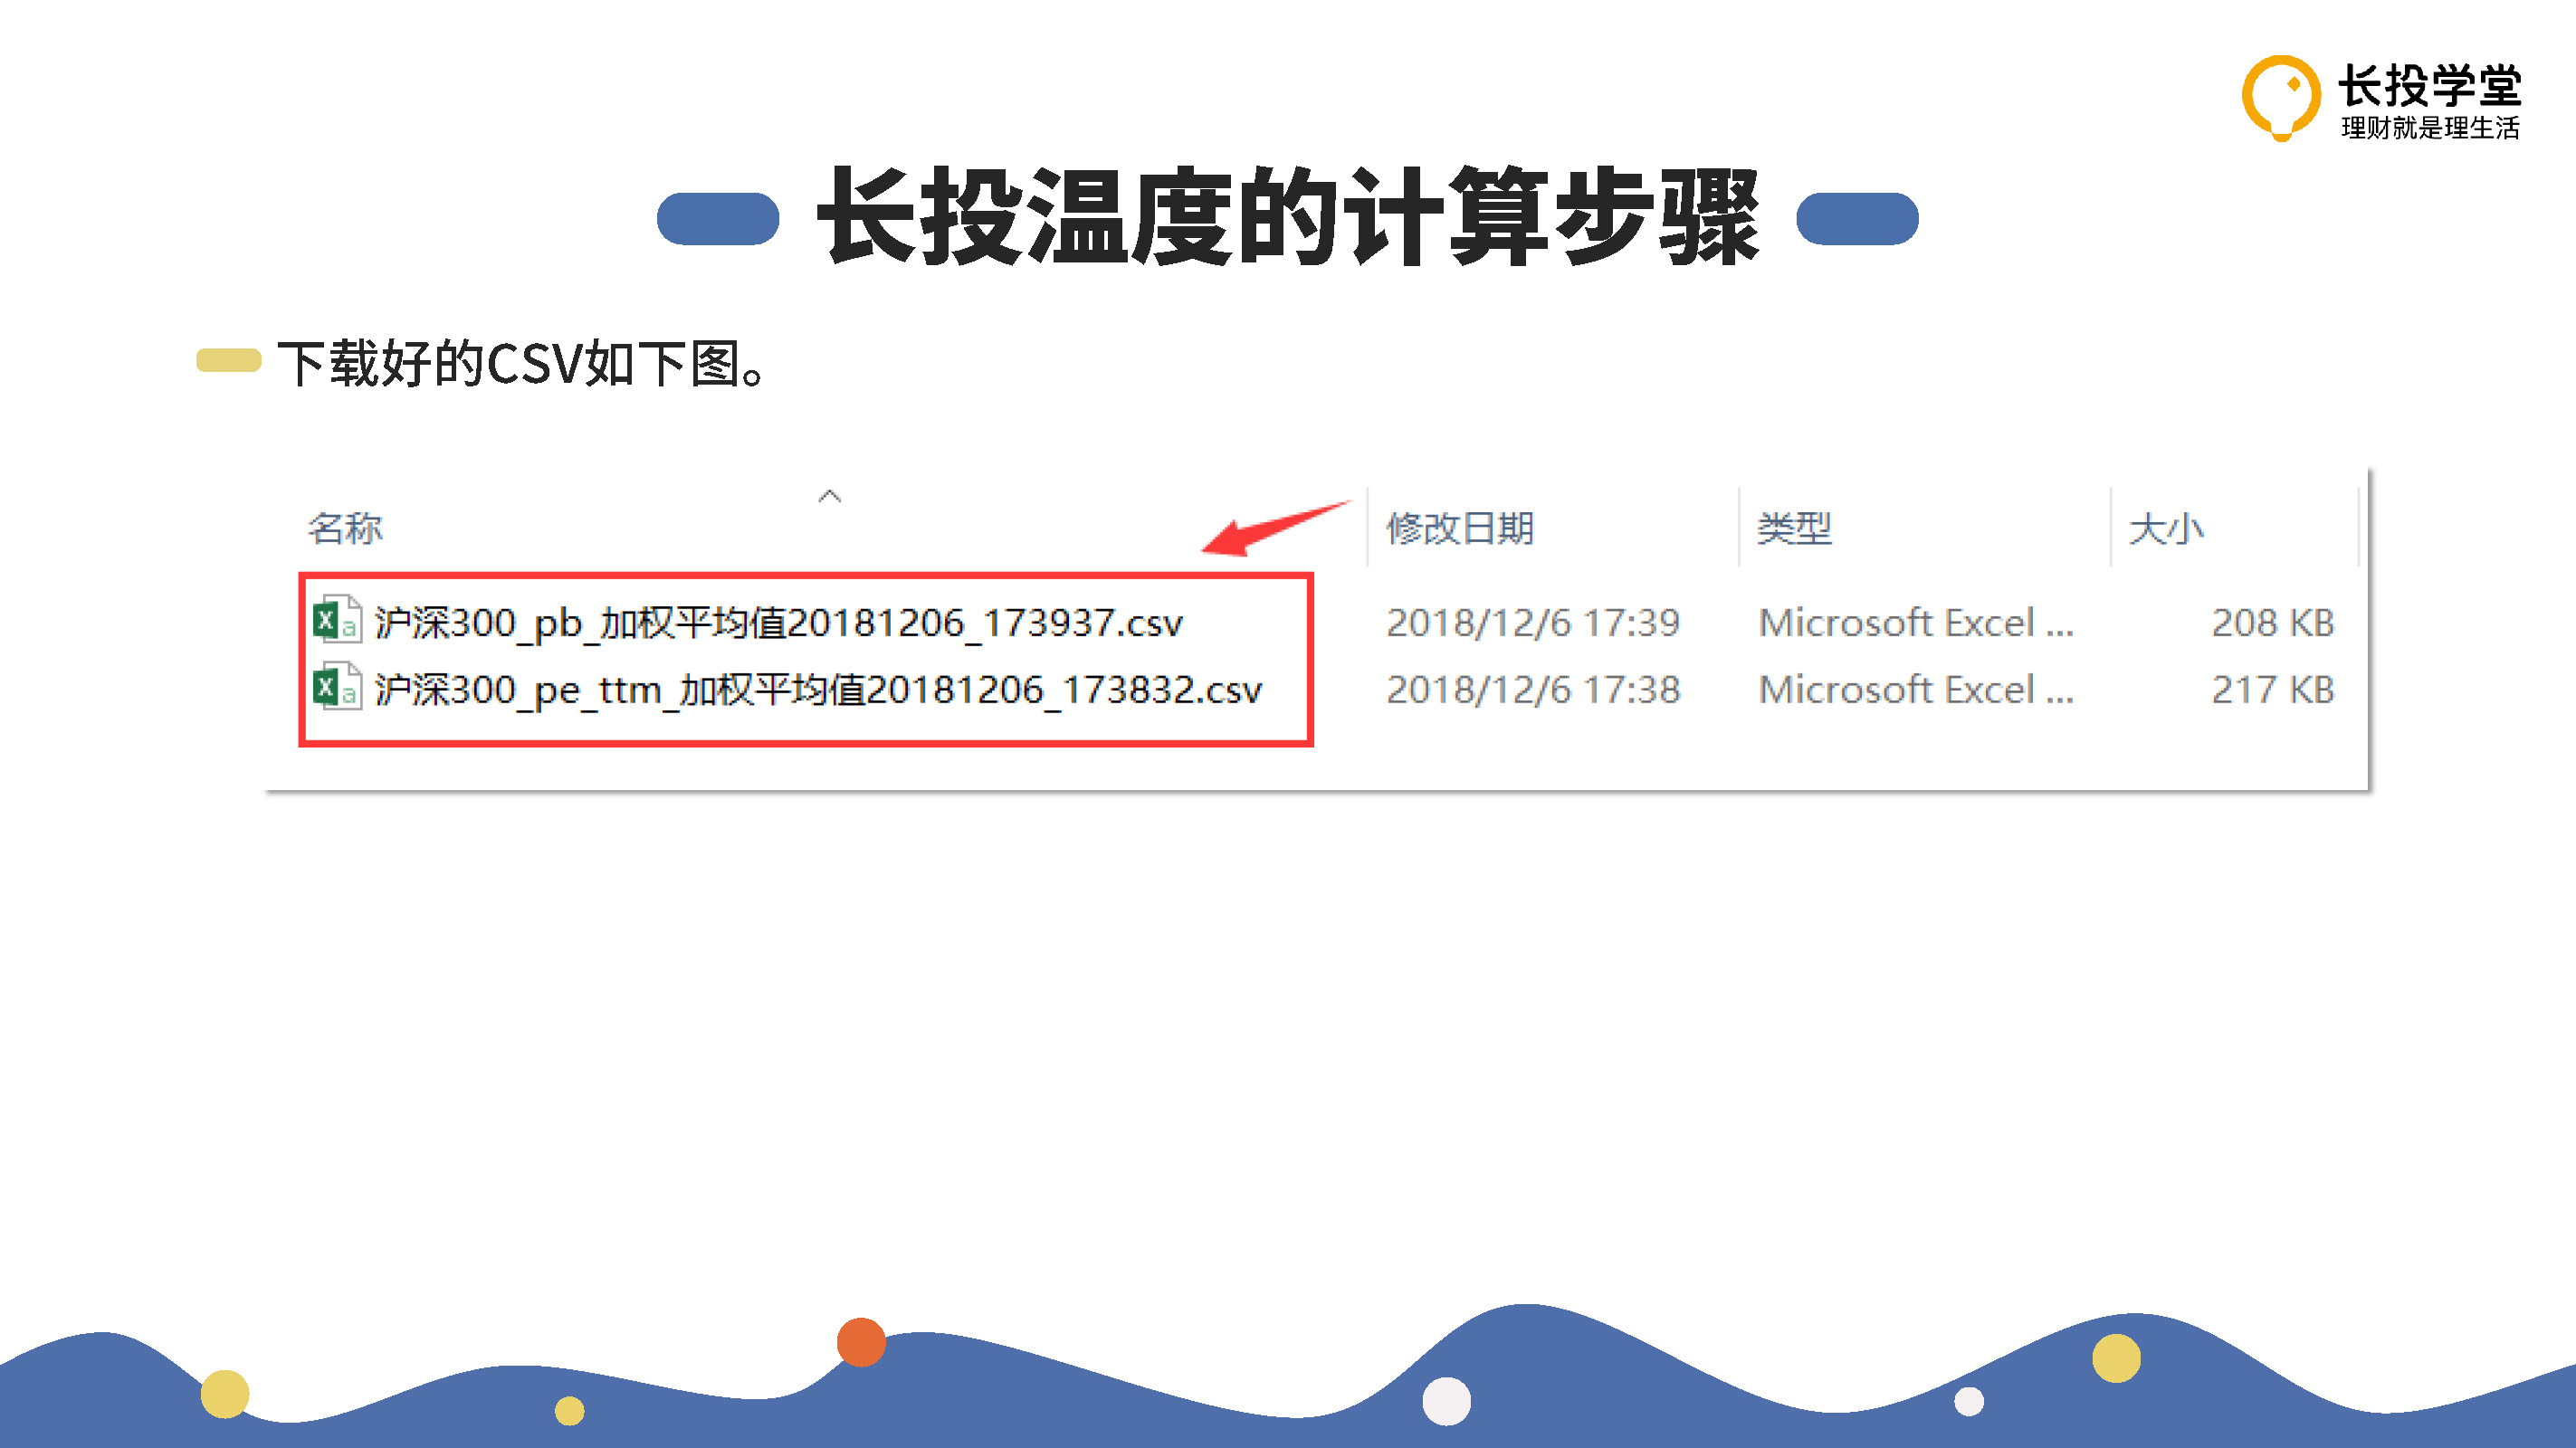 长投学堂
理财就是理生活
长投温度的计算步骤
下载好的CSV如下图。
名称 修改日期 类型 大小
沪深300_pb_加权平均值20181206_173937.csv 2018/12/6 17:39 Microsoft Excel ... 208 KB
沪深300_pe_ttm_加权平均值20181206_173832.csv 2018/12/6 17:38 Microsoft Excel ... 217 KB